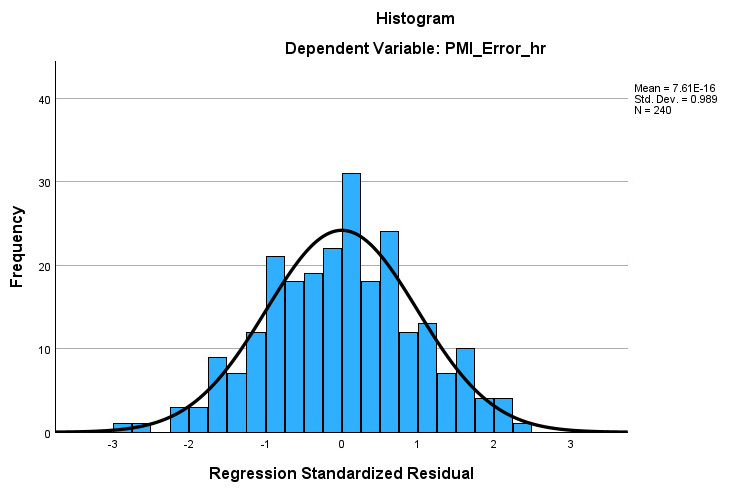 Histogram
Dependent Variable: PMI_Error_hr
Mean = 7.61E-16
Std. Dev. = 0.989
N = 240
Frequency
40
30
20
10
0
-3 -2 -1 0 1 2 3
Regression Standardized Residual